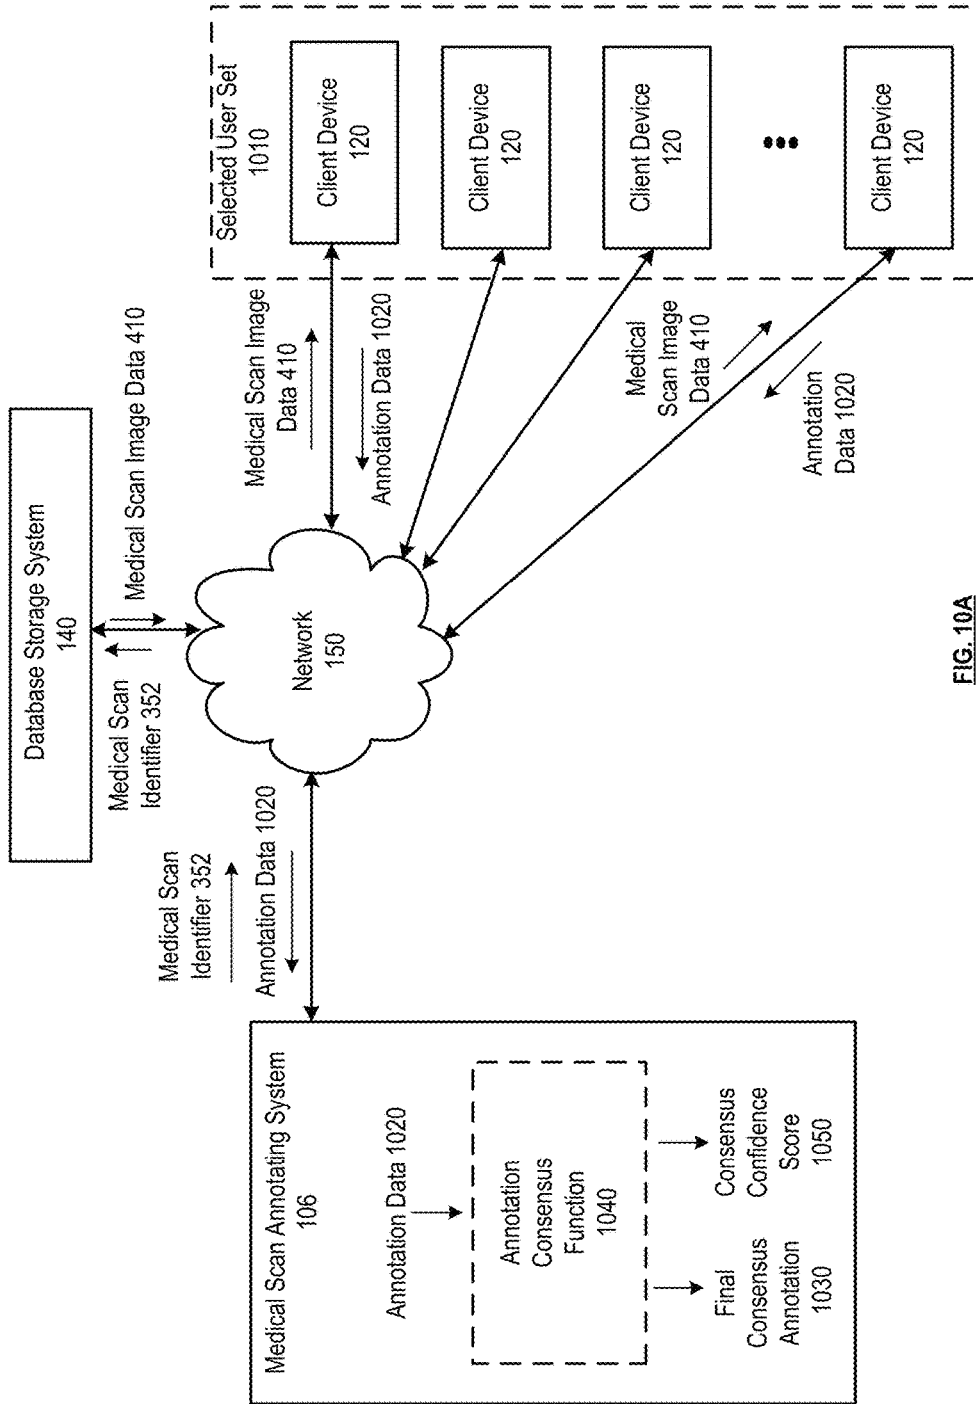 Database Storage System
140
Medical Scan
Identifier 352
Medical Scan Image Data 410
Medical Scan
Identifier 352
Annotation Data 1020
Network
150
Medical Scan Image
Data 410
Annotation Data 1020
Medical
Scan Image
Data 410
Annotation
Data 1020
Selected User Set
1010
Client Device
120
Client Device
120
Client Device
120
Client Device
120
Medical Scan Annotating System
106
Annotation Data 1020
Annotation
Consensus
Function
1040
Final
Consensus
Annotation
1030
Consensus
Confidence
Score
1050
FIG. 10A